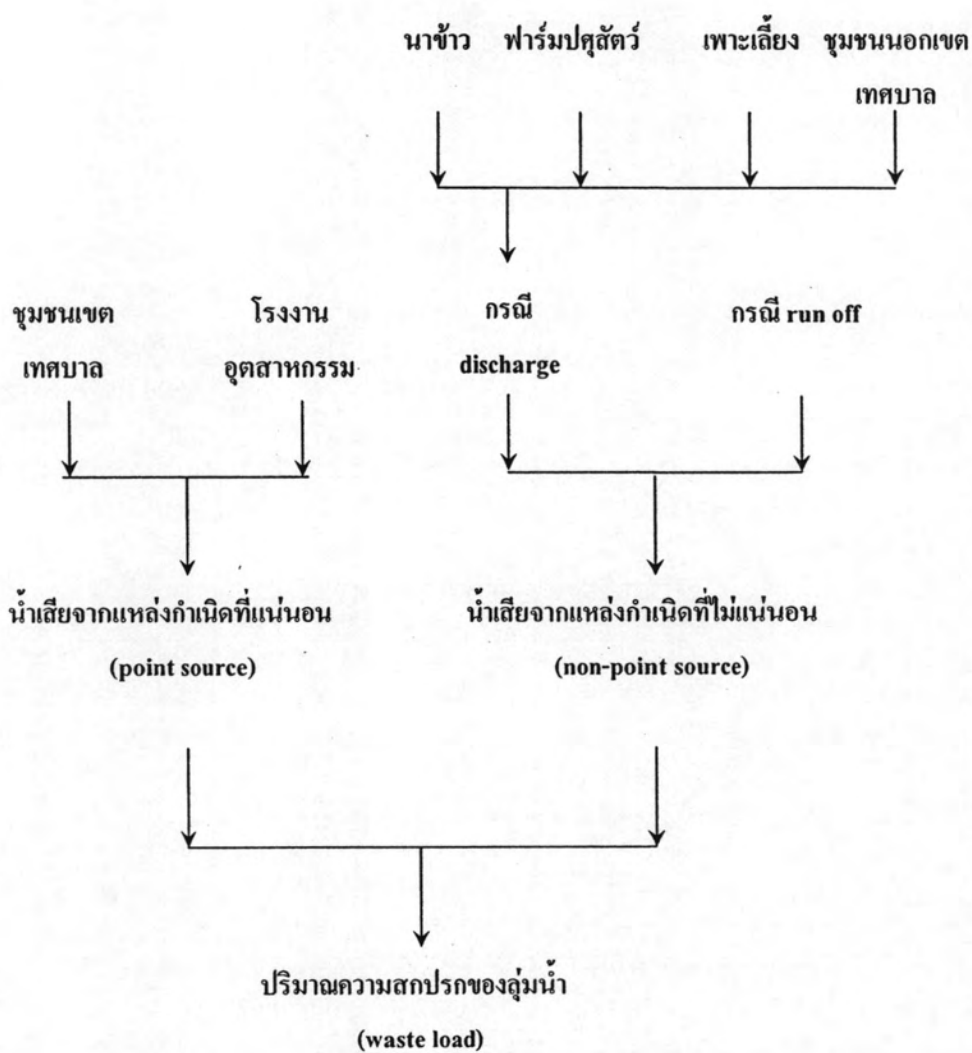 นาข้าว ฟาร์มปศุสัตว์ เพาะเลี้ยง ชุมชนนอกเขต
เทศบาล
ชุมชนเขต โรงงาน กรณี กรณี run off
เทศบาล อุตสาหกรรม discharge
น้ำเสียจากแหล่งกำเนิดที่แน่นอน น้ำเสียจากแหล่งกำเนิดที่ไม่แน่นอน
(point source) (non-point source)
ปริมาณความสกปรกของลุ่มน้ำ
(waste load)